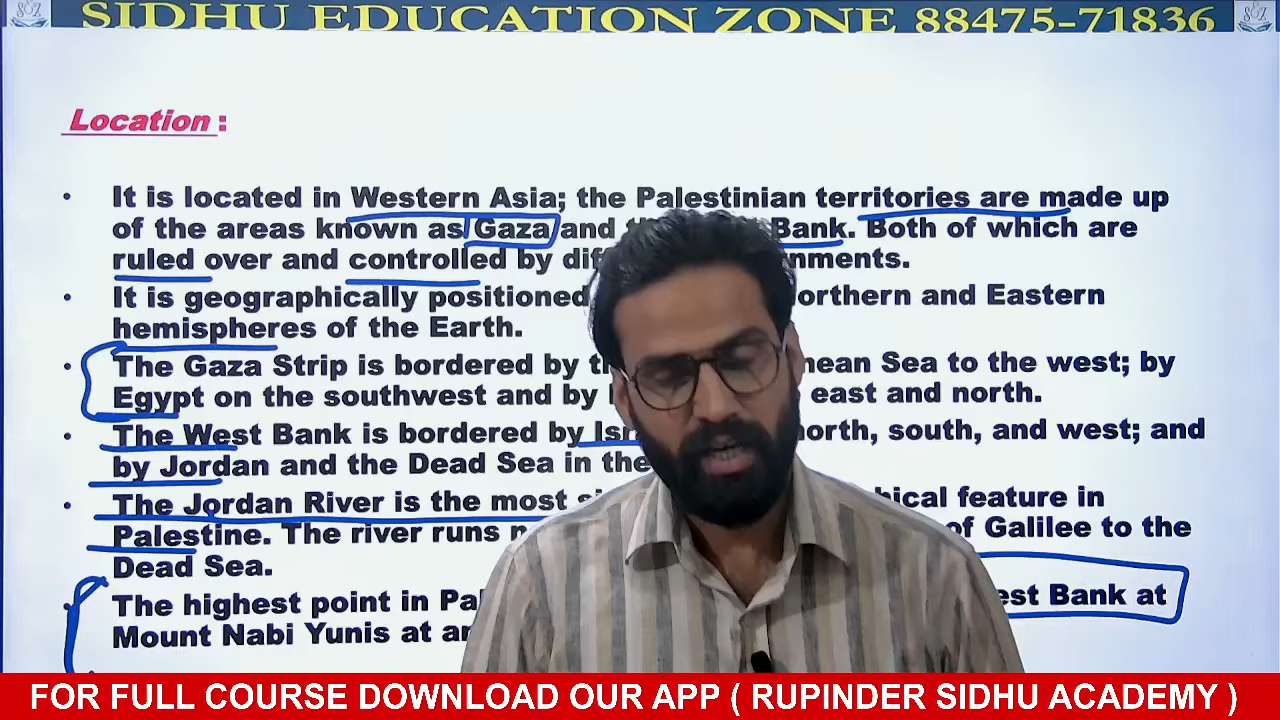 SIDHU EDUCATION ZONE 88475-71836
Location :
• It is located in Western Asia; the Palestinian territories are made up
of the areas known as Gaza and Bank. Both of which are
ruled over and controlled by
• It is geographically positioned and Eastern
hemispheres of the Earth.
• The Gaza Strip is bordered by Sea to the west; by
Egypt on the southwest and by east and north.
• The West Bank is bordered by north, south, and west; and
by Jordan and the Dead Sea in the
• The Jordan River is the most feature in
Palestine. The river runs of Galilee to the
Dead Sea.
• The highest point in Bank at
Mount Nabi Yunis at
FOR FULL COURSE DOWNLOAD OUR APP ( RUPINDER SIDHU ACADEMY )